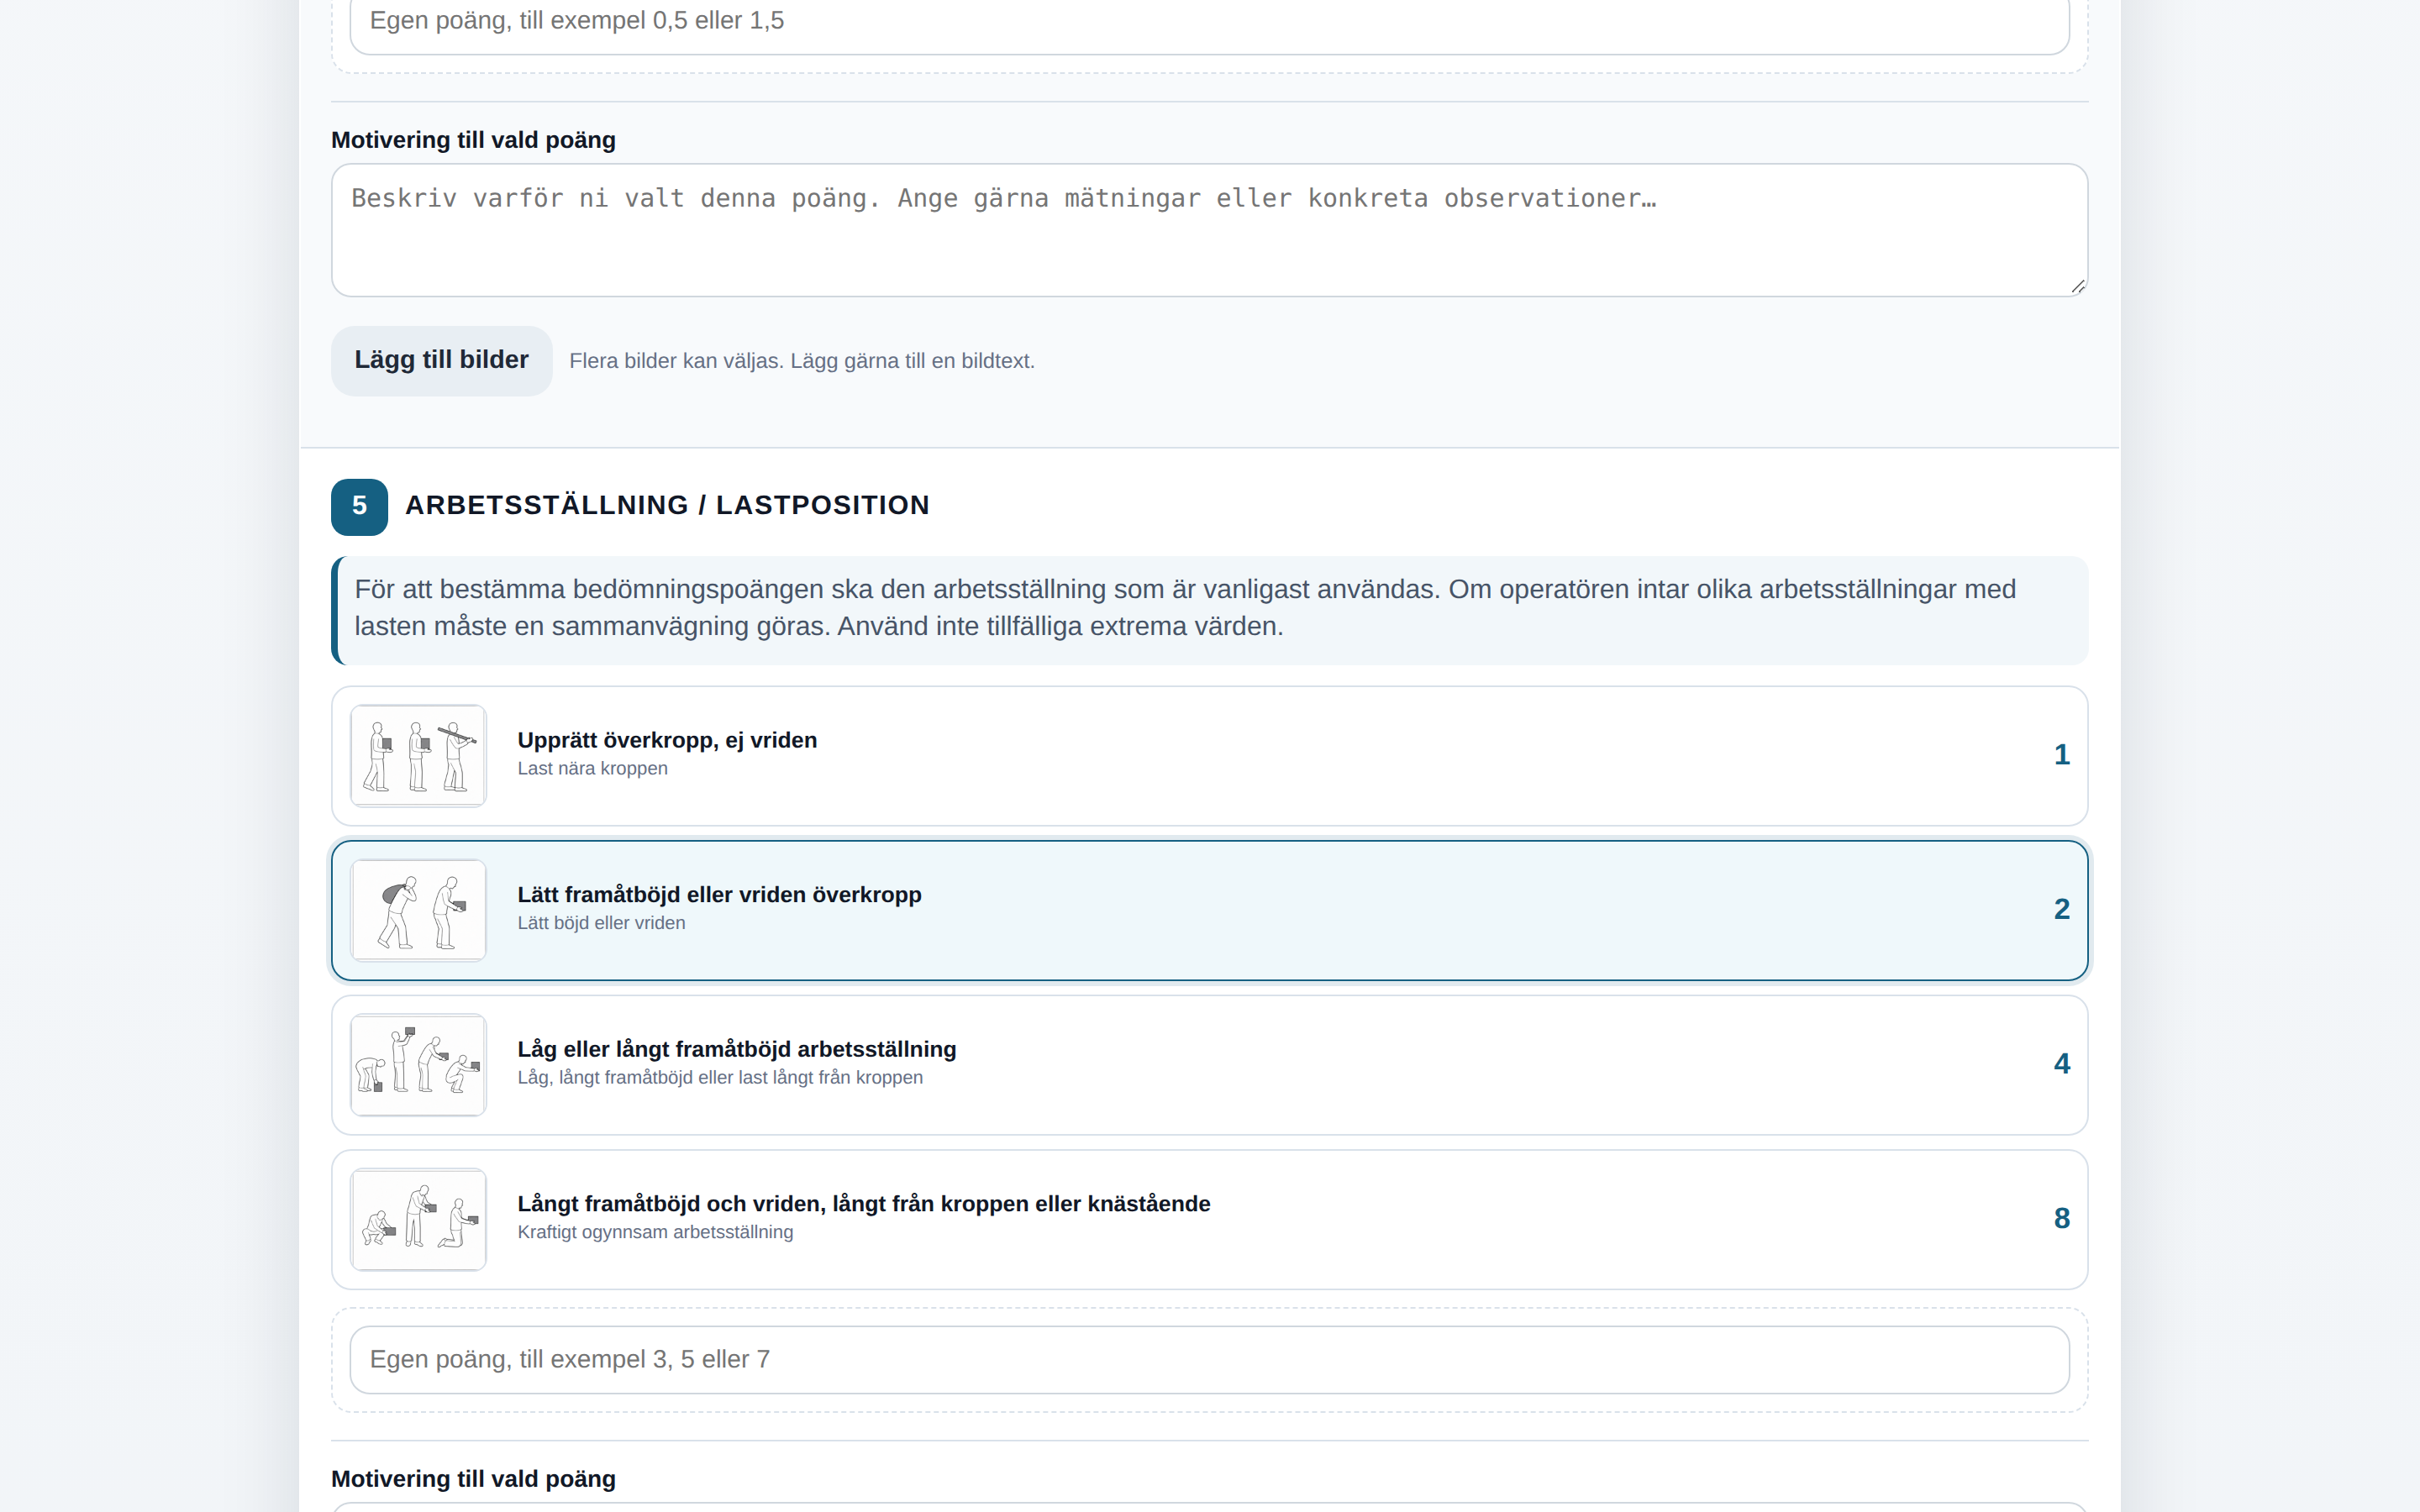 Egen poäng, till exempel 0,5 eller 1,5
Motivering till vald poäng
Beskriv varför ni valt denna poäng. Ange gärna mätningar eller konkreta observationer…
Lägg till bilder
Flera bilder kan väljas. Lägg gärna till en bildtext.
5
ARBETSSTÄLLNING / LASTPOSITION
För att bestämma bedömningspoängen ska den arbetsställning som är vanligast användas. Om operatören intar olika arbetsställningar med
lasten måste en sammanvägning göras. Använd inte tillfälliga extrema värden.
Upprätt överkropp, ej vriden
Last nära kroppen
1
Lätt framåtböjd eller vriden överkropp
Lätt böjd eller vriden
2
Låg eller långt framåtböjd arbetsställning
Låg, långt framåtböjd eller last långt från kroppen
4
Långt framåtböjd och vriden, långt från kroppen eller knästående
Kraftigt ogynnsam arbetsställning
8
Egen poäng, till exempel 3, 5 eller 7
Motivering till vald poäng